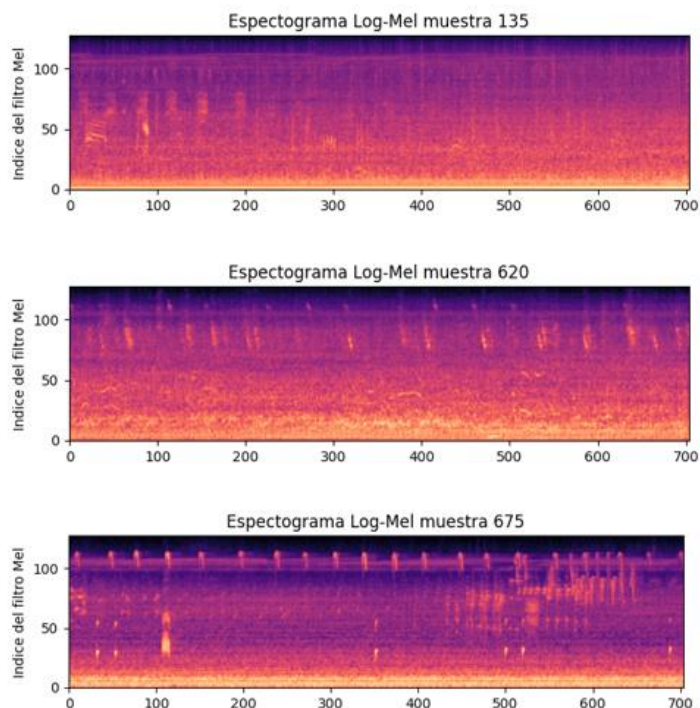 Espectograma Log-Mel muestra 135
Indice del filtro Mel
100
50
0
0 100 200 300 400 500 600 700
Espectograma Log-Mel muestra 620
Indice del filtro Mel
100
50
0
0 100 200 300 400 500 600 700
Espectograma Log-Mel muestra 675
Indice del filtro Mel
100
50
0
0 100 200 300 400 500 600 700